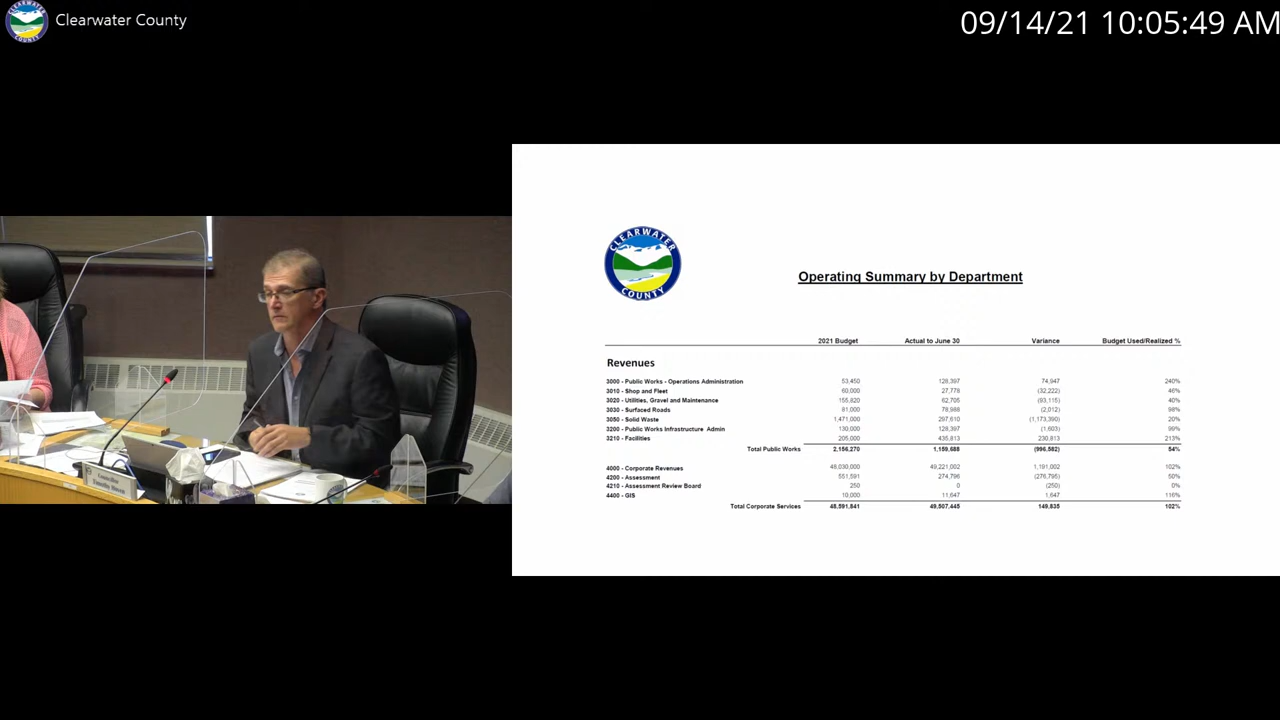 Clearwater County
09/14/21 10:05:49 AM
CLEARWATER
COUNTY
Operating Summary by Department
2021 Budget Actual to June 30 Variance Budget Used/Realized %
Revenues
3000 - Public Works - Operations Administration 53,450 128,397 74,947 240%
3010 - Shop and Fleet 60,000 27,778 (32,222) 46%
3020 - Utilities, Gravel and Maintenance 155,820 62,705 (93,115) 40%
3030 - Surfaced Roads 81,000 78,988 (2,012) 98%
3050 - Solid Waste 1,471,000 297,610 (1,173,390) 20%
3200 - Public Works Infrastructure Admin 130,000 128,397 (1,603) 99%
3210 - Facilities 205,000 435,813 230,813 213%
Total Public Works 2,156,270 1,159,688 (996,582) 54%
4000 - Corporate Revenues 48,030,000 49,221,002 1,191,002 102%
4200 - Assessment 551,591 274,796 (276,795) 50%
4210 - Assessment Review Board 250 0 (250) 0%
4400 - GIS 10,000 11,647 1,647 116%
Total Corporate Services 48,591,841 49,507,445 149,835 102%
Councillor